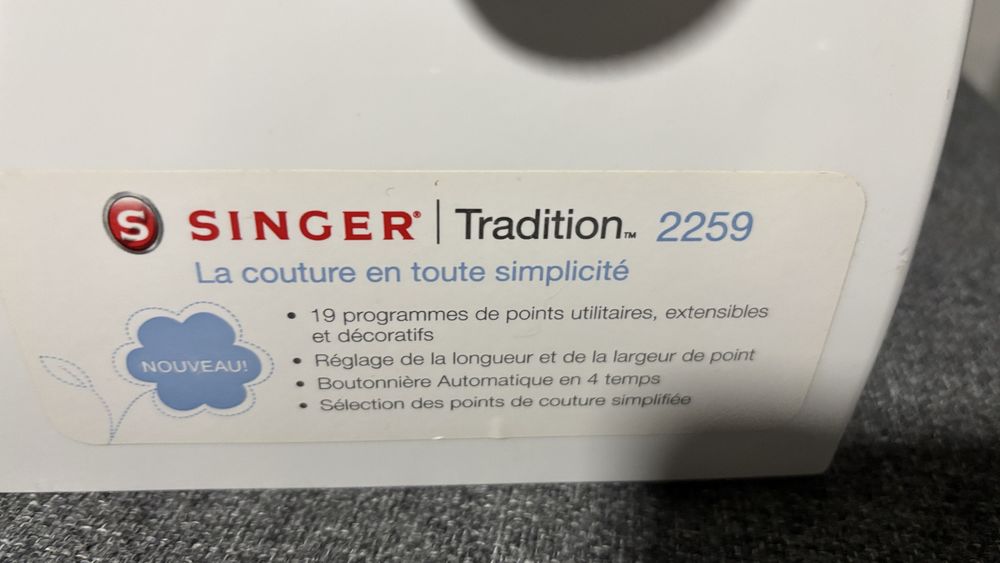 S SINGER® | Tradition™ 2259
La couture en toute simplicité
NOUVEAU!
• 19 programmes de points utilitaires, extensibles
et décoratifs
• Réglage de la longueur et de la largeur de point
• Boutonnière Automatique en 4 temps
• Sélection des points de couture simplifiée